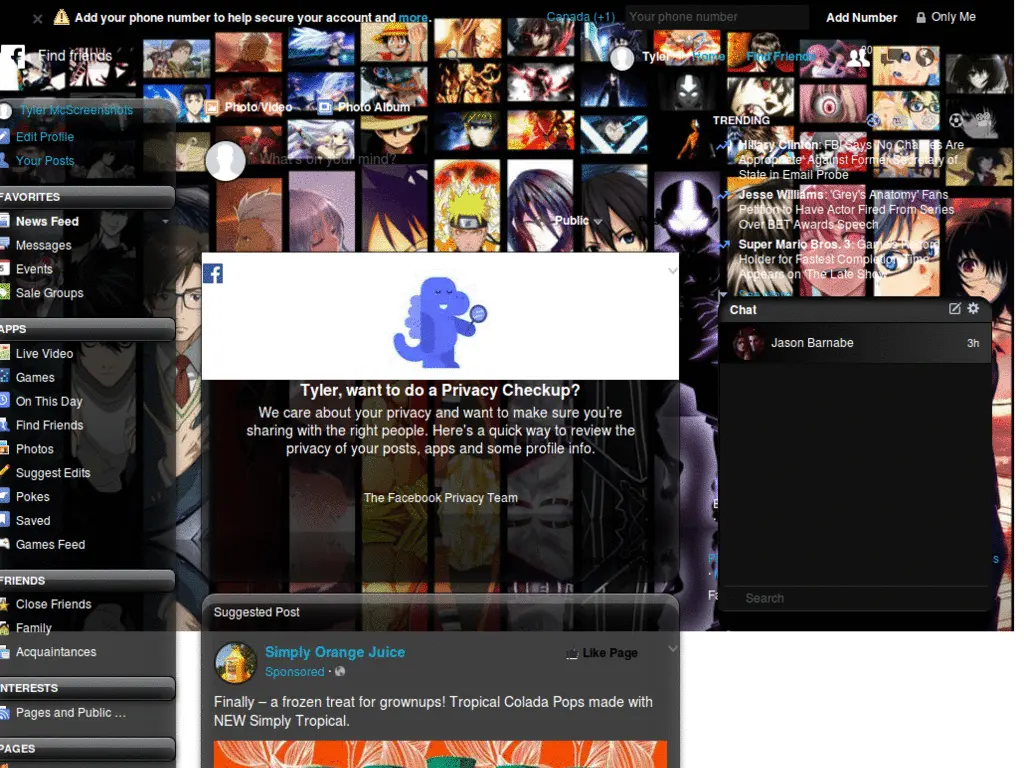 Add your phone number to help secure your account and more.
Canada (+1)
Your phone number
Add Number
Only Me
Find friends
Tyler
Home
Find Friends
20
Tyler McScreenshots
Edit Profile
Your Posts
FAVORITES
News Feed
Messages
Events
Sale Groups
APPS
Live Video
Games
On This Day
Find Friends
Photos
Suggest Edits
Pokes
Saved
Games Feed
FRIENDS
Close Friends
Family
Acquaintances
INTERESTS
Pages and Public ...
PAGES
Photo/Video
Photo Album
What's on your mind?
Public
Tyler, want to do a Privacy Checkup?
We care about your privacy and want to make sure you're
sharing with the right people. Here's a quick way to review the
privacy of your posts, apps and some profile info.
The Facebook Privacy Team
Suggested Post
Simply Orange Juice
Sponsored ·
Like Page
Finally – a frozen treat for grownups! Tropical Colada Pops made with
NEW Simply Tropical.
TRENDING
Hillary Clinton: FBI Says 'No Charges Are
Appropriate' Against Former Secretary of
State in Email Probe
Jesse Williams: 'Grey's Anatomy' Fans
Petition to Have Actor Fired From Series
Over BET Awards Speech
Super Mario Bros. 3: Gamer Record
Holder for Fastest Completion Time
Appears on 'The Late Show'
Chat
Jason Barnabe
3h
Search